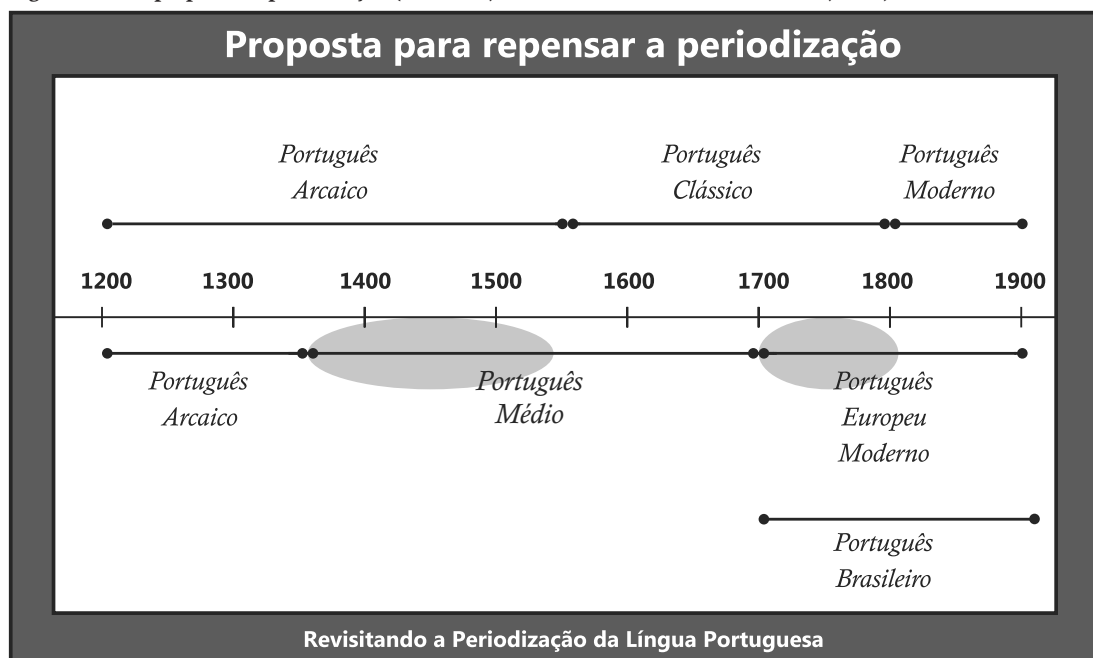 Proposta para repensar a periodização
Português
Arcaico
Português
Clássico
Português
Moderno
1200 1300 1400 1500 1600 1700 1800 1900
Português
Arcaico
Português
Médio
Português
Europeu
Moderno
Português
Brasileiro
Revisitando a Periodização da Língua Portuguesa